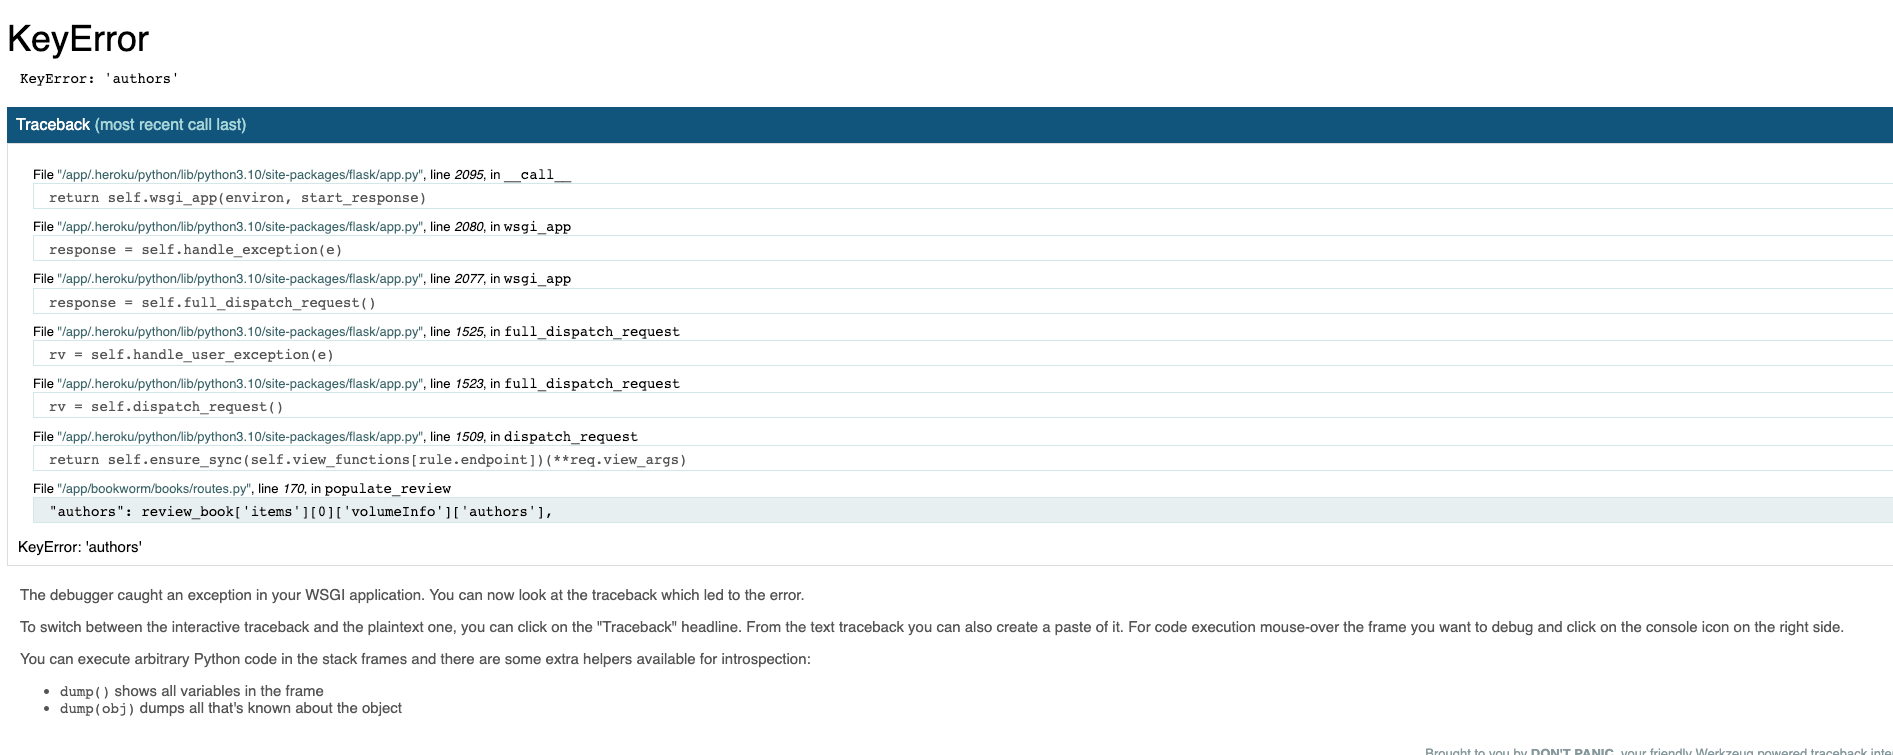 KeyError
KeyError: 'authors'
Traceback (most recent call last)
File "/app/.heroku/python/lib/python3.10/site-packages/flask/app.py", line 2095, in __call__
return self.wsgi_app(environ, start_response)
File "/app/.heroku/python/lib/python3.10/site-packages/flask/app.py", line 2080, in wsgi_app
response = self.handle_exception(e)
File "/app/.heroku/python/lib/python3.10/site-packages/flask/app.py", line 2077, in wsgi_app
response = self.full_dispatch_request()
File "/app/.heroku/python/lib/python3.10/site-packages/flask/app.py", line 1525, in full_dispatch_request
rv = self.handle_user_exception(e)
File "/app/.heroku/python/lib/python3.10/site-packages/flask/app.py", line 1523, in full_dispatch_request
rv = self.dispatch_request()
File "/app/.heroku/python/lib/python3.10/site-packages/flask/app.py", line 1509, in dispatch_request
return self.ensure_sync(self.view_functions[rule.endpoint])(**req.view_args)
File "/app/bookworm/books/routes.py", line 170, in populate_review
"authors": review_book['items'][0]['volumeInfo']['authors'],
KeyError: 'authors'
The debugger caught an exception in your WSGI application. You can now look at the traceback which led to the error.
To switch between the interactive traceback and the plaintext one, you can click on the "Traceback" headline. From the text traceback you can also create a paste of it. For code execution mouse-over the frame you want to debug and click on the console icon on the right side.
You can execute arbitrary Python code in the stack frames and there are some extra helpers available for introspection:
• dump() shows all variables in the frame
• dump(obj) dumps all that's known about the object
Brought to you by DON'T PANIC, your friendly Werkzeug powered traceback inte